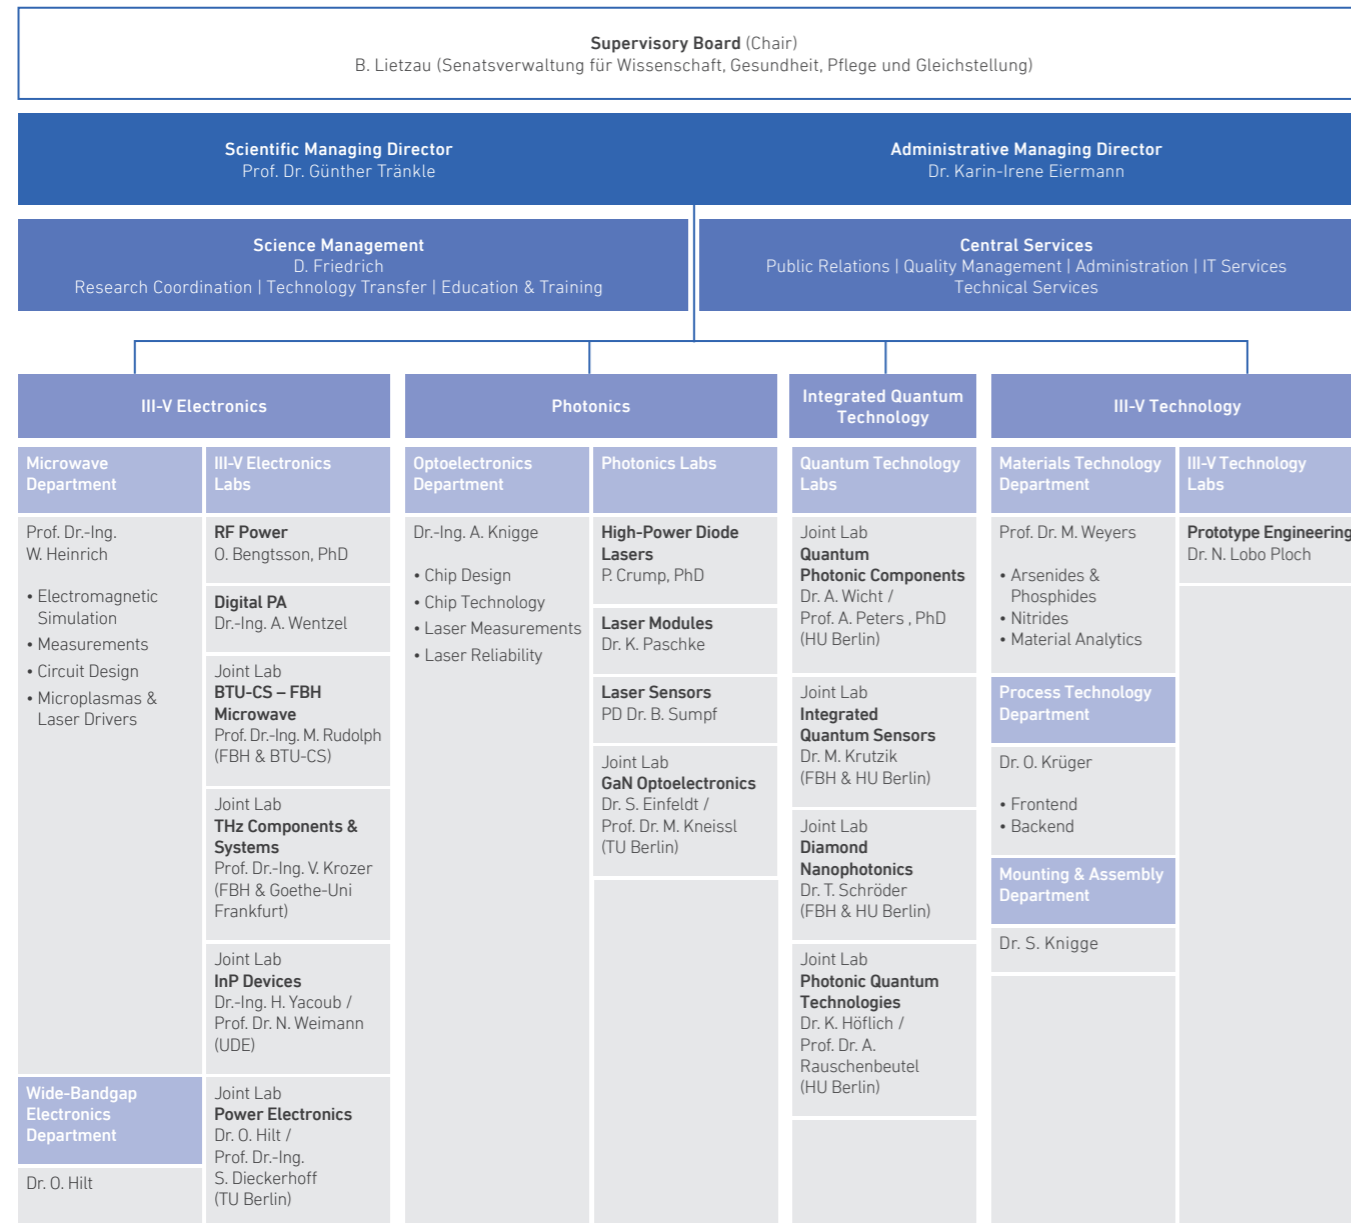 Supervisory Board (Chair)
B. Lietzau (Senatsverwaltung für Wissenschaft, Gesundheit, Pflege und Gleichstellung)
Scientific Managing Director
Prof. Dr. Günther Tränkle
Administrative Managing Director
Dr. Karin-Irene Eiermann
Science Management
D. Friedrich
Research Coordination | Technology Transfer | Education & Training
Central Services
Public Relations | Quality Management | Administration | IT Services
Technical Services
III-V Electronics
Microwave
Department
Prof. Dr.-Ing.
W. Heinrich
• Electromagnetic
Simulation
• Measurements
• Circuit Design
• Microplasmas &
Laser Drivers
Wide-Bandgap
Electronics
Department
Dr. O. Hilt
III-V Electronics
Labs
RF Power
O. Bengtsson, PhD
Digital PA
Dr.-Ing. A. Wentzel
Joint Lab
BTU-CS – FBH
Microwave
Prof. Dr.-Ing. M. Rudolph
(FBH & BTU-CS)
Joint Lab
THz Components &
Systems
Prof. Dr.-Ing. V. Krozer
(FBH & Goethe-Uni
Frankfurt)
Joint Lab
InP Devices
Dr.-Ing. H. Yacoub /
Prof. Dr. N. Weimann
(UDE)
Joint Lab
Power Electronics
Dr. O. Hilt /
Prof. Dr.-Ing.
S. Dieckerhoff
(TU Berlin)
Photonics
Optoelectronics
Department
Dr.-Ing. A. Knigge
• Chip Design
• Chip Technology
• Laser Measurements
• Laser Reliability
Photonics Labs
High-Power Diode
Lasers
P. Crump, PhD
Laser Modules
Dr. K. Paschke
Laser Sensors
PD Dr. B. Sumpf
Joint Lab
GaN Optoelectronics
Dr. S. Einfeldt /
Prof. Dr. M. Kneissl
(TU Berlin)
Integrated Quantum
Technology
Quantum Technology
Labs
Joint Lab
Quantum
Photonic Components
Dr. A. Wicht /
Prof. A. Peters , PhD
(HU Berlin)
Joint Lab
Integrated
Quantum Sensors
Dr. M. Krutzik
(FBH & HU Berlin)
Joint Lab
Diamond
Nanophotonics
Dr. T. Schröder
(FBH & HU Berlin)
Joint Lab
Photonic Quantum
Technologies
Dr. K. Höflich /
Prof. Dr. A.
Rauschenbeutel
(HU Berlin)
III-V Technology
Materials Technology
Department
Prof. Dr. M. Weyers
• Arsenides &
Phosphides
• Nitrides
• Material Analytics
Process Technology
Department
Dr. O. Krüger
• Frontend
• Backend
Mounting & Assembly
Department
Dr. S. Knigge
III-V Technology
Labs
Prototype Engineering
Dr. N. Lobo Ploch